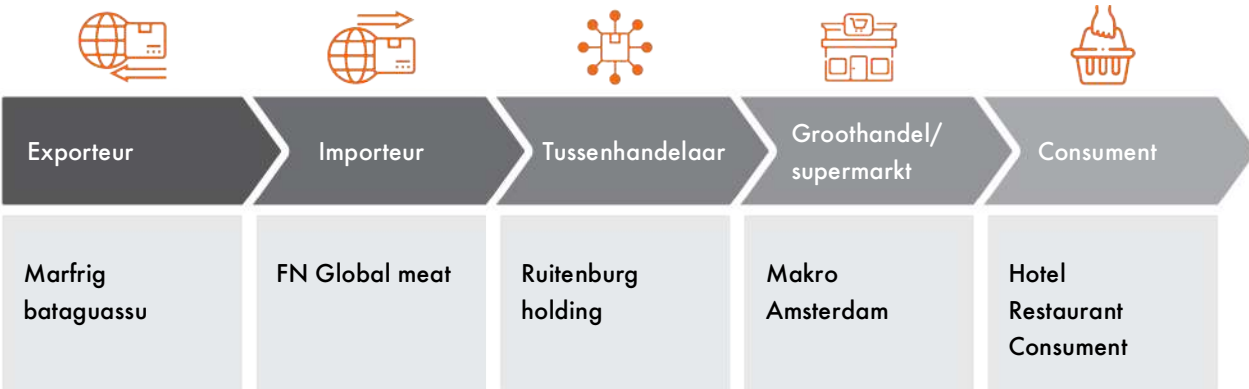 Exporteur
Importeur
Tussenhandelaar
Groothandel/
supermarkt
Consument
Marfrig
bataguassu
FN Global meat
Ruitenburg
holding
Makro
Amsterdam
Hotel
Restaurant
Consument